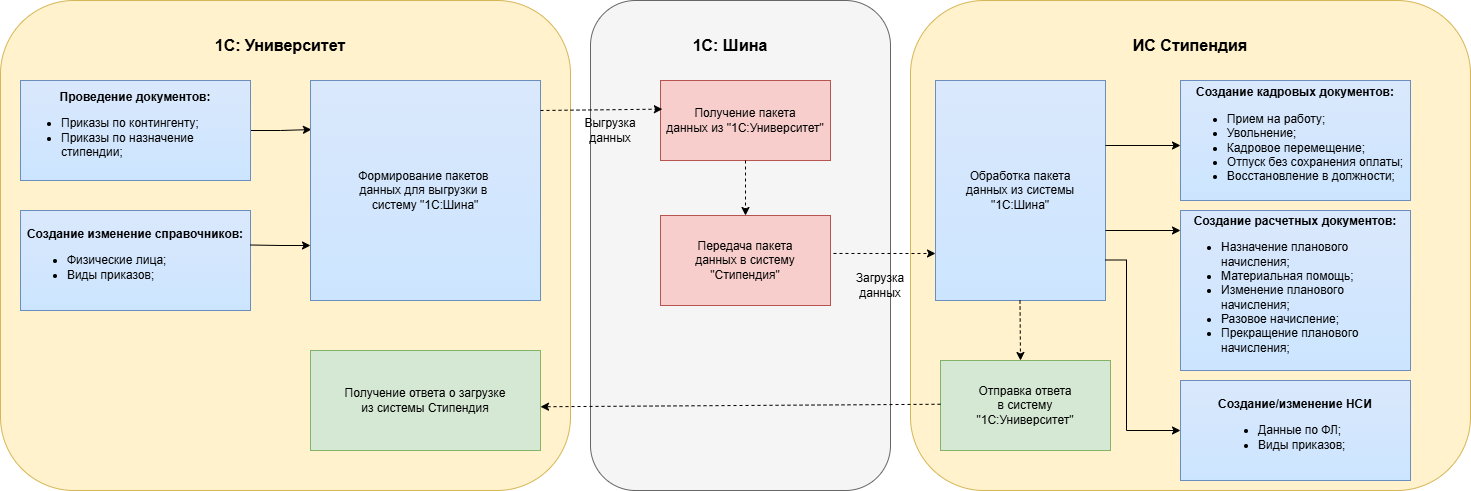 1С: Университет
Проведение документов:
Приказы по контингенту;
Приказы по назначение
стипендии;
Создание изменение справочников:
Физические лица;
Виды приказов;
Формирование пакетов
данных для выгрузки в
систему "1С:Шина"
Получение ответа о загрузке
из системы Стипендия
Выгрузка
данных
1С: Шина
Получение пакета
данных из "1С:Университет"
Передача пакета
данных в систему
"Стипендия"
Загрузка
данных
ИС Стипендия
Обработка пакета
данных из системы
"1С:Шина"
Отправка ответа
в систему
"1С:Университет"
Создание кадровых документов:
Прием на работу;
Увольнение;
Кадровое перемещение;
Отпуск без сохранения оплаты;
Восстановление в должности;
Создание расчетных документов:
Назначение планового
начисления;
Материальная помощь;
Изменение планового
начисления;
Разовое начисление;
Прекращение планового
начисления;
Создание/изменение НСИ
Данные по ФЛ;
Виды приказов;